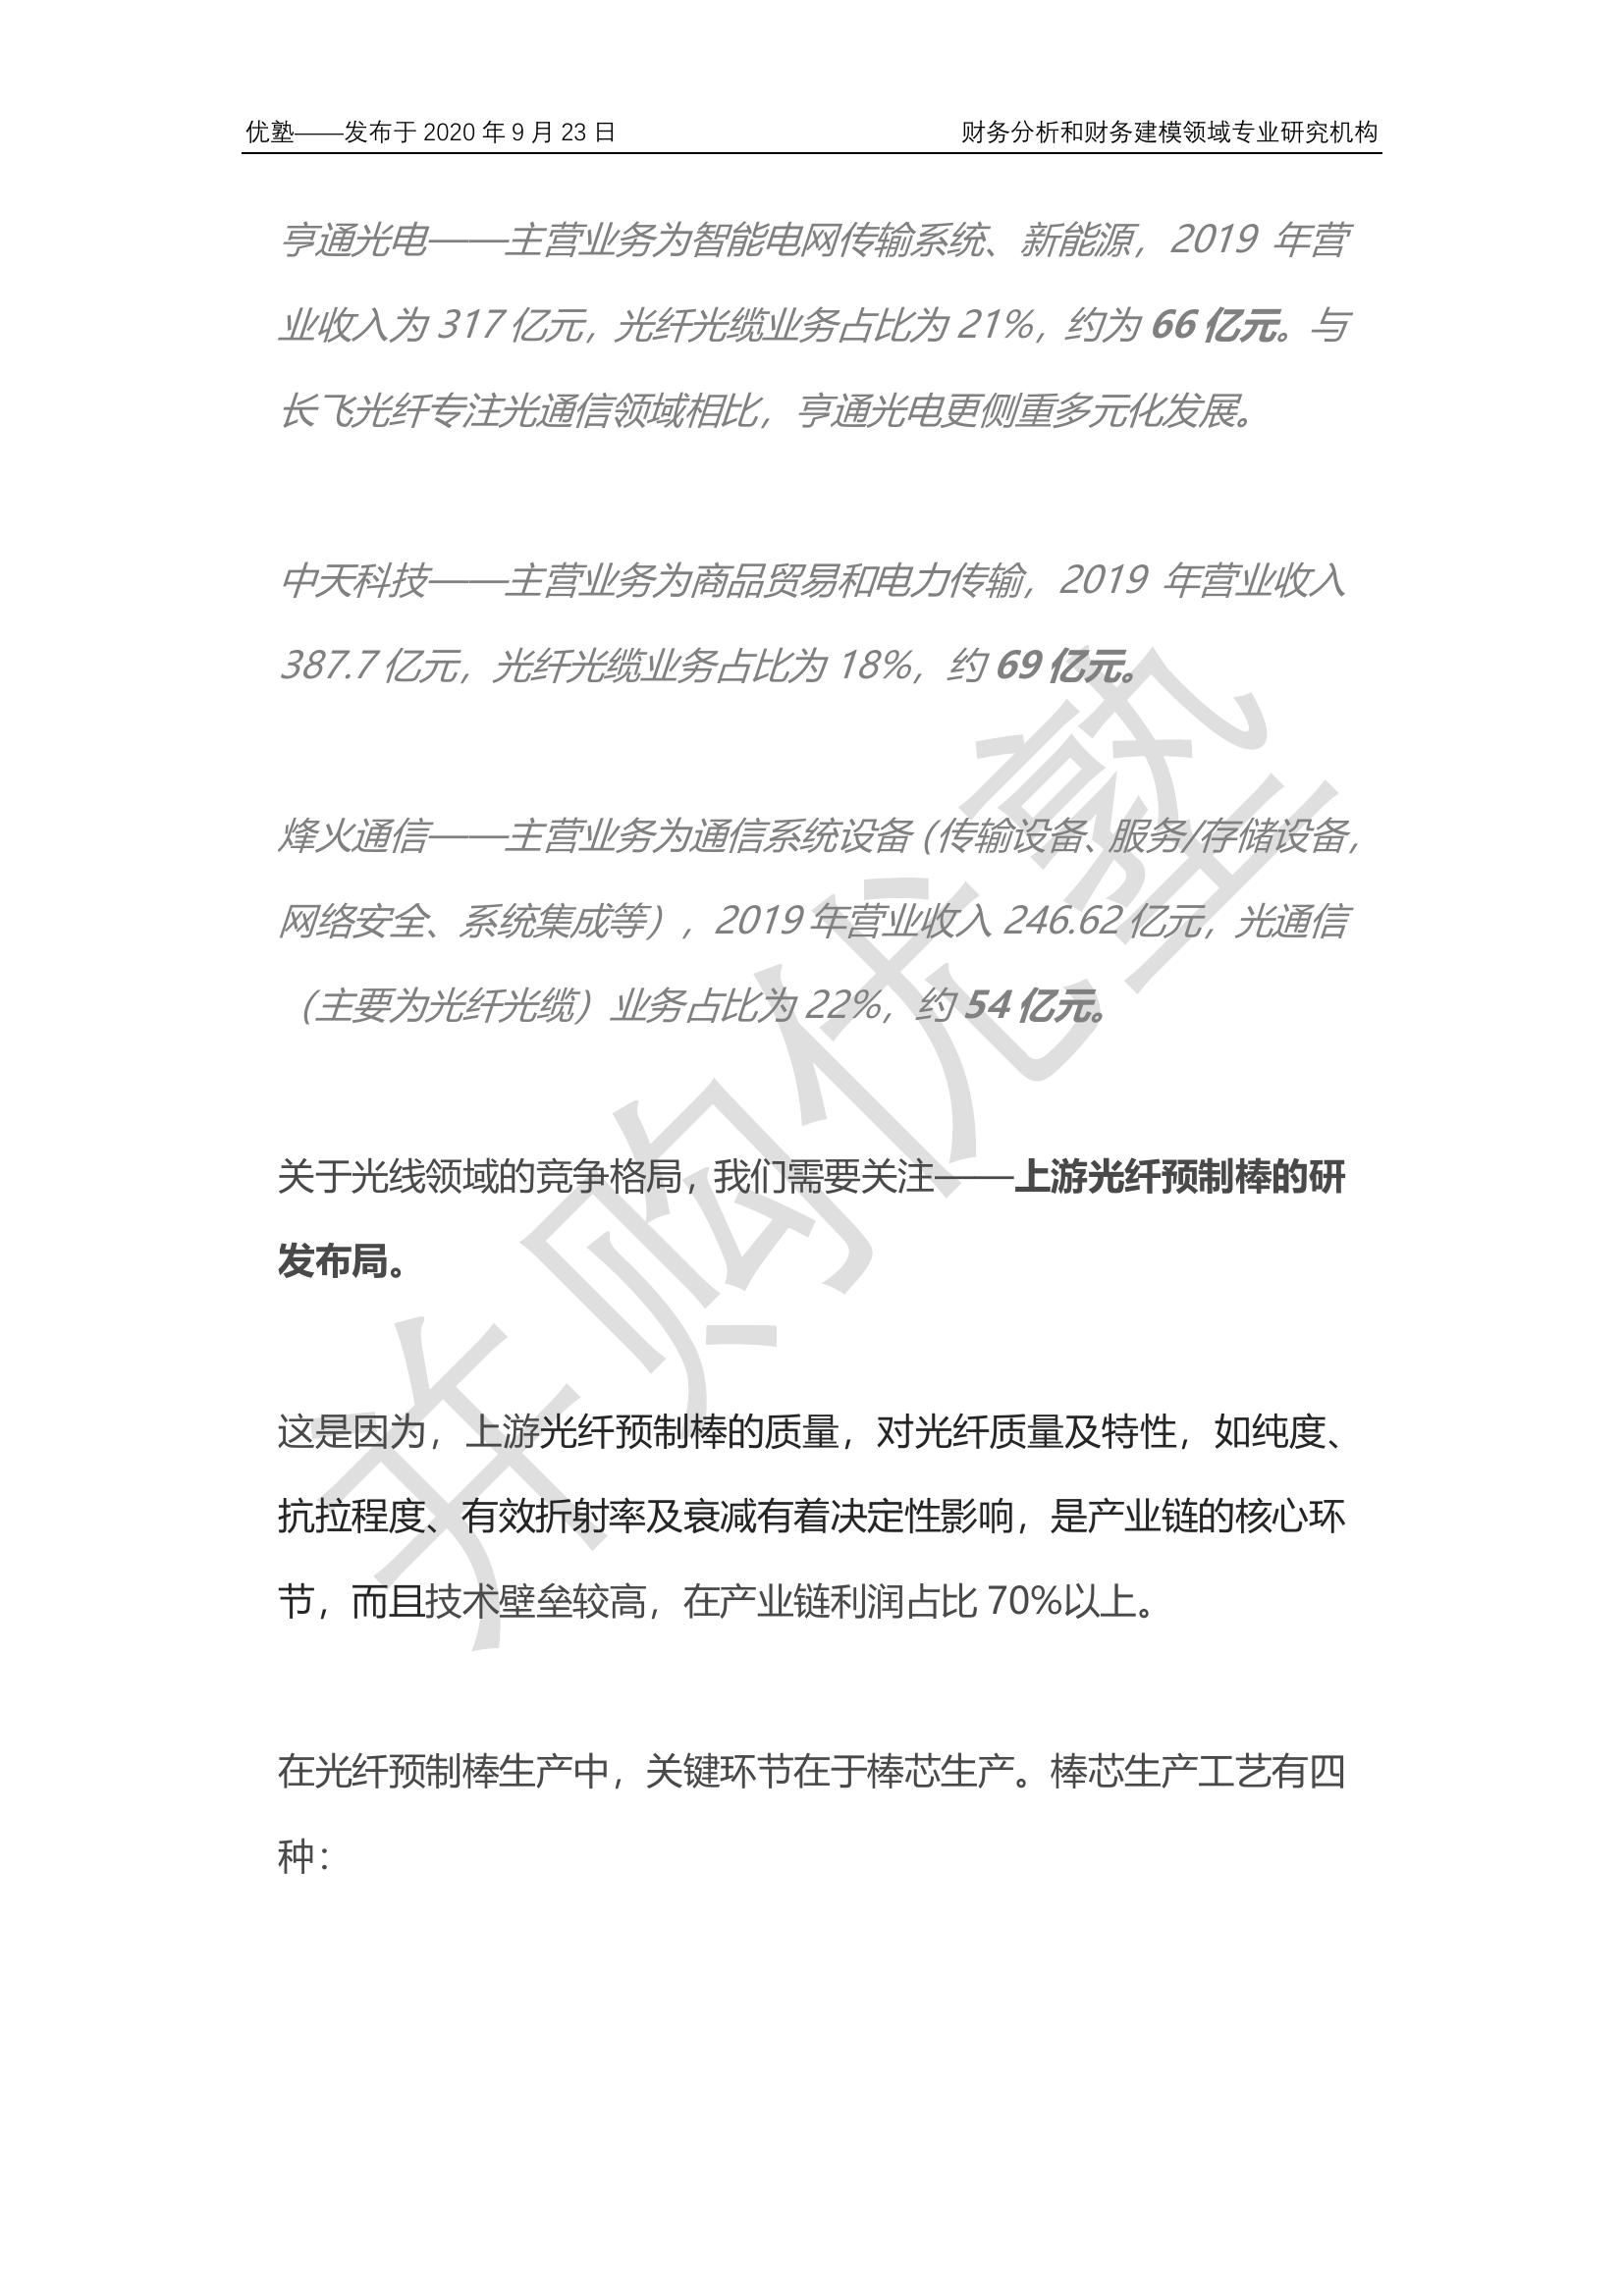 优塾——发布于 2020 年 9 月 23 日 财务分析和财务建模领域专业研究机构
亨通光电——主营业务为智能电网传输系统、新能源，2019 年营
业收入为 317 亿元，光纤光缆业务占比为 21%，约为 66 亿元。与
长飞光纤专注光通信领域相比，亨通光电更侧重多元化发展。
中天科技——主营业务为商品贸易和电力传输，2019 年营业收入
387.7 亿元，光纤光缆业务占比为 18%，约 69 亿元。
烽火通信——主营业务为通信系统设备（传输设备、服务/存储设备，
网络安全、系统集成等），2019 年营业收入 246.62 亿元，光通信
（主要为光纤光缆）业务占比为 22%，约 54 亿元。
关于光线领域的竞争格局，我们需要关注——上游光纤预制棒的研
发布局。
这是因为，上游光纤预制棒的质量，对光纤质量及特性，如纯度、
抗拉程度、有效折射率及衰减有着决定性影响，是产业链的核心环
节，而且技术壁垒较高，在产业链利润占比 70%以上。
在光纤预制棒生产中，关键环节在于棒芯生产。棒芯生产工艺有四
种：
并购优塾